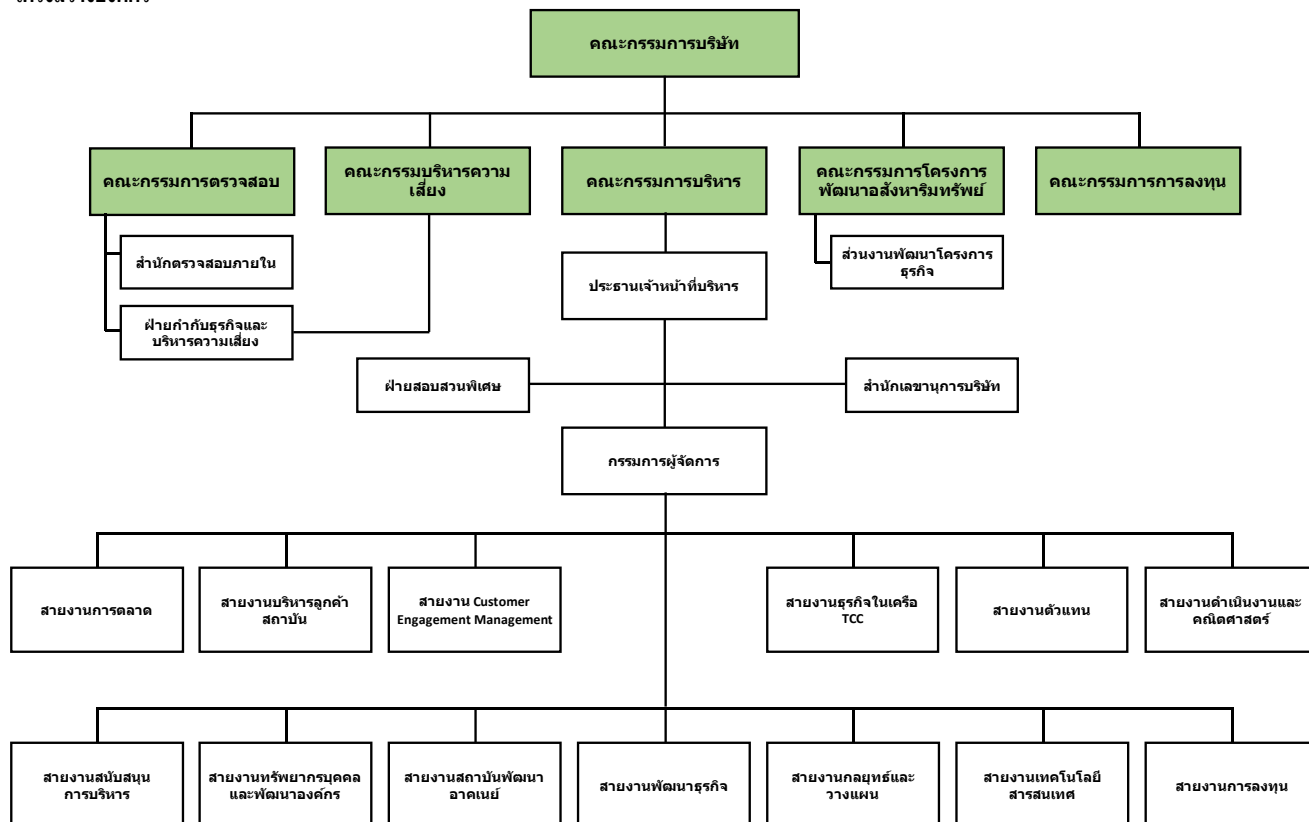 โครงสร้างองค์กร
คณะกรรมการบริษัท
คณะกรรมการตรวจสอบ
คณะกรรมบริหารความ
เสี่ยง
คณะกรรมการบริหาร
คณะกรรมการโครงการ
พัฒนาอสังหาริมทรัพย์
คณะกรรมการการลงทุน
สำนักตรวจสอบภายใน
ส่วนงานพัฒนาโครงการ
ธุรกิจ
ประธานเจ้าหน้าที่บริหาร
ฝ่ายกำกับธุรกิจและ
บริหารความเสี่ยง
ฝ่ายสอบสวนพิเศษ
สำนักเลขานุการบริษัท
กรรมการผู้จัดการ
สายงานการตลาด
สายงานบริหารลูกค้า
สถาบัน
สายงาน Customer
Engagement Management
สายงานธุรกิจในเครือ
TCC
สายงานตัวแทน
สายงานดำเนินงานและ
คณิตศาสตร์
สายงานสนับสนุน
การบริหาร
สายงานทรัพยากรบุคคล
และพัฒนาองค์กร
สายงานสถาบันพัฒนา
อาคเนย์
สายงานพัฒนาธุรกิจ
สายงานกลยุทธ์และ
วางแผน
สายงานเทคโนโลยี
สารสนเทศ
สายงานการลงทุน